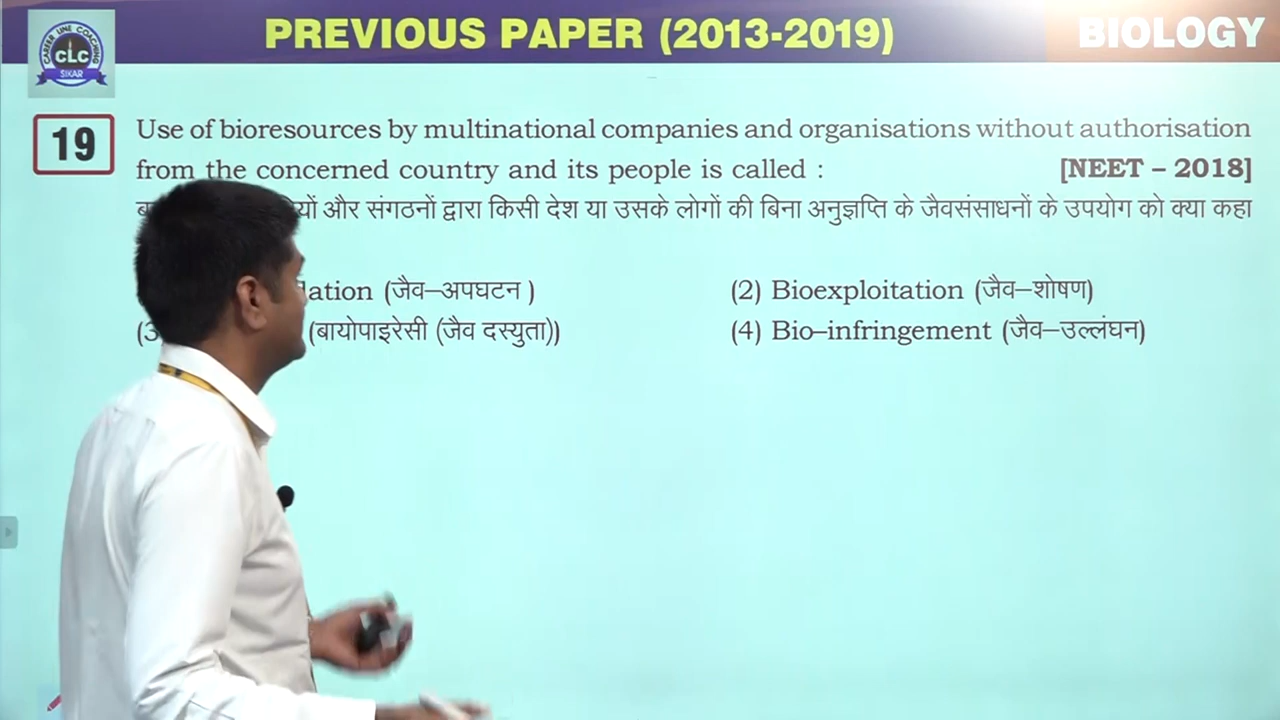 PREVIOUS PAPER (2013-2019)
BIOLOGY
CAREER LINE COACHING
CLC
SIKAR
19
Use of bioresources by multinational companies and organisations without authorisation
from the concerned country and its people is called :
[NEET – 2018]
और संगठनों द्वारा किसी देश या उसके लोगों की बिना अनुज्ञप्ति के जैवसंसाधनों के उपयोग को क्या कहा
(जैव–अपघटन )
(2) Bioexploitation (जैव–शोषण)
(बायोपाइरेसी (जैव दस्युता))
(4) Bio–infringement (जैव–उल्लंघन)